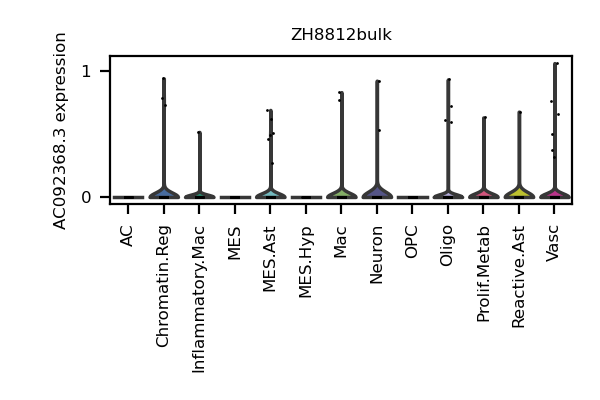 ZH8812bulk
AC092368.3 expression
1
0
AC
Chromatin.Reg
Inflammatory.Mac
MES
MES.Ast
MES.Hyp
Mac
Neuron
OPC
Oligo
Prolif.Metab
Reactive.Ast
Vasc